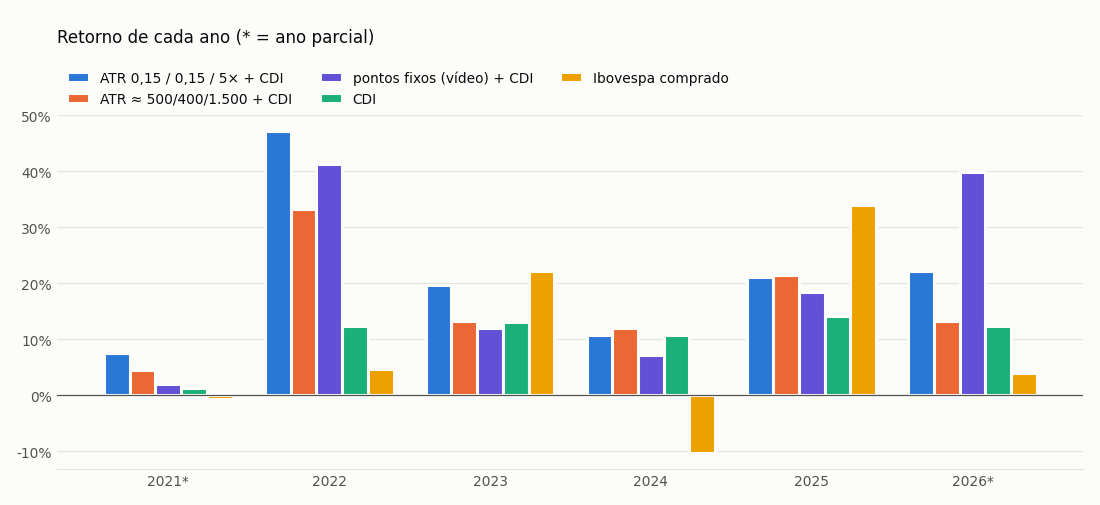 Retorno de cada ano (* = ano parcial)
ATR 0,15 / 0,15 / 5× + CDI
pontos fixos (vídeo) + CDI
Ibovespa comprado
ATR ≈ 500/400/1.500 + CDI
CDI
50%
40%
30%
20%
10%
0%
-10%
2021*
2022
2023
2024
2025
2026*